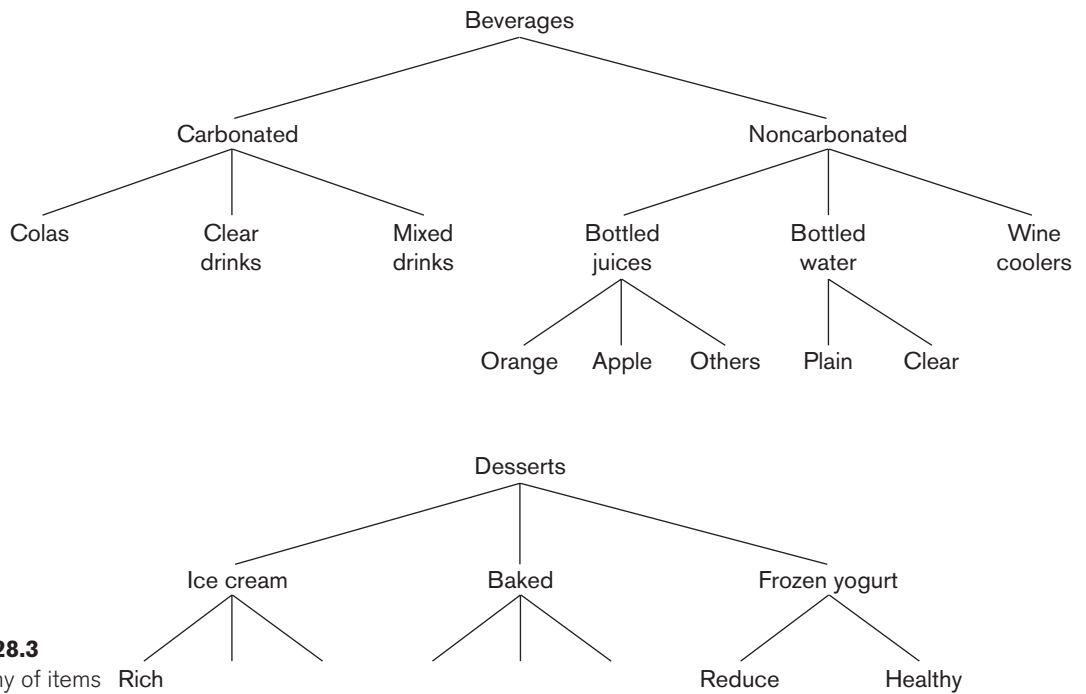 Beverages
Carbonated Noncarbonated
Colas Clear drinks Mixed drinks Bottled juices Bottled water Wine coolers
Orange Apple Others Plain Clear
Desserts
Ice cream Baked Frozen yogurt
28.3
ny of items Rich Reduce Healthy